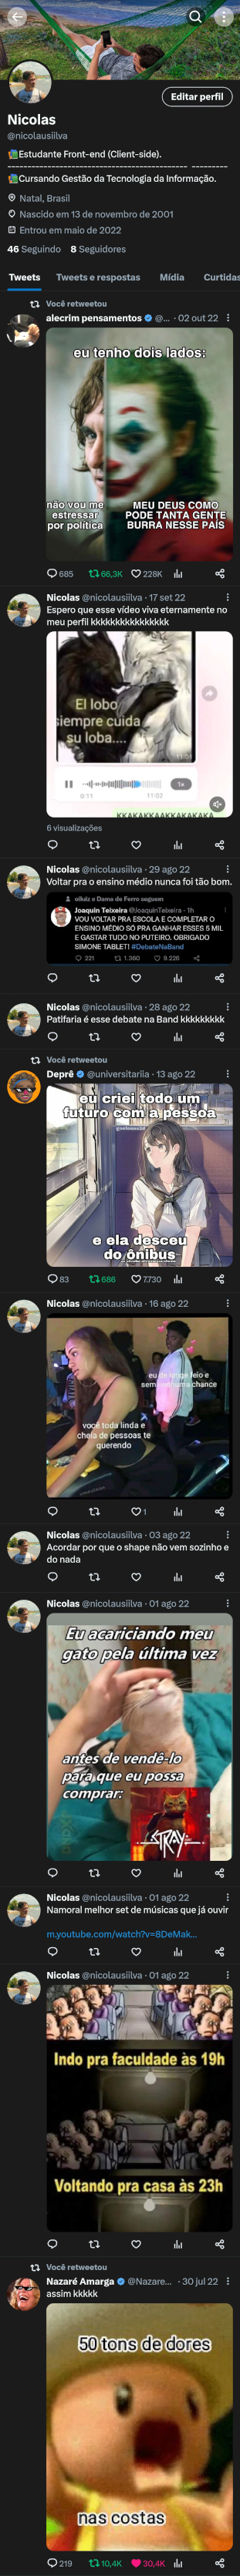 Editar perfil
Nicolas
@nicolausiilva
📚Estudante Front-end (Client-side).
📚Cursando Gestão da Tecnologia da Informação.
Natal, Brasil
Nascido em 13 de novembro de 2001
Entrou em maio de 2022
46 Seguindo 8 Seguidores
Tweets Tweets e respostas Mídia Curtidas
Você retweetou
alecrim pensamentos @... · 02 out 22
eu tenho dois lados:
não vou me
estressar
por política
MEU DEUS COMO
PODE TANTA GENTE
BURRA NESSE PAÍS
685 66,3K 228K
Nicolas @nicolausiilva · 17 set 22
Espero que esse vídeo viva eternamente no
meu perfil kkkkkkkkkkkkkkkk
El lobo
siempre cuida
su loba....
0:11 11:02
1x
KKAKAKKAAKKAKAKAKA
6 visualizações
Nicolas @nicolausiilva · 29 ago 22
Voltar pra o ensino médio nunca foi tão bom.
Joaquin Teixeira @JoaquinTeixeira · 1h
VOU VOLTAR PRA ESCOLA E COMPLETAR O
ENSINO MÉDIO SÓ PRA GANHAR ESSES 5 MIL
E GASTAR TUDO NO PUTEIRO. OBRIGADO
SIMONE TABLET! #DebateNaBand
221 1.360 9.228
Nicolas @nicolausiilva · 28 ago 22
Patifaria é esse debate na Band kkkkkkkkk
Você retweetou
Deprê @universitariia · 13 ago 22
eu criei todo um
futuro com a pessoa
e ela desceu
do ônibus
83 686 7.730
Nicolas @nicolausiilva · 16 ago 22
eu de longe feio e
sem nenhuma chance
você toda linda e
cheia de pessoas te
querendo
1
Nicolas @nicolausiilva · 03 ago 22
Acordar por que o shape não vem sozinho e
do nada
Nicolas @nicolausiilva · 01 ago 22
Eu acariciando meu
gato pela última vez
antes de vendê-lo
para que eu possa
comprar:
STRAY
Nicolas @nicolausiilva · 01 ago 22
Namoral melhor set de músicas que já ouvir
m.youtube.com/watch?v=8DeMak...
Nicolas @nicolausiilva · 01 ago 22
Indo pra faculdade às 19h
Voltando pra casa às 23h
Você retweetou
Nazaré Amarga @Nazare... · 30 jul 22
assim kkkkk
50 tons de dores
nas costas
219 10,4K 30,4K